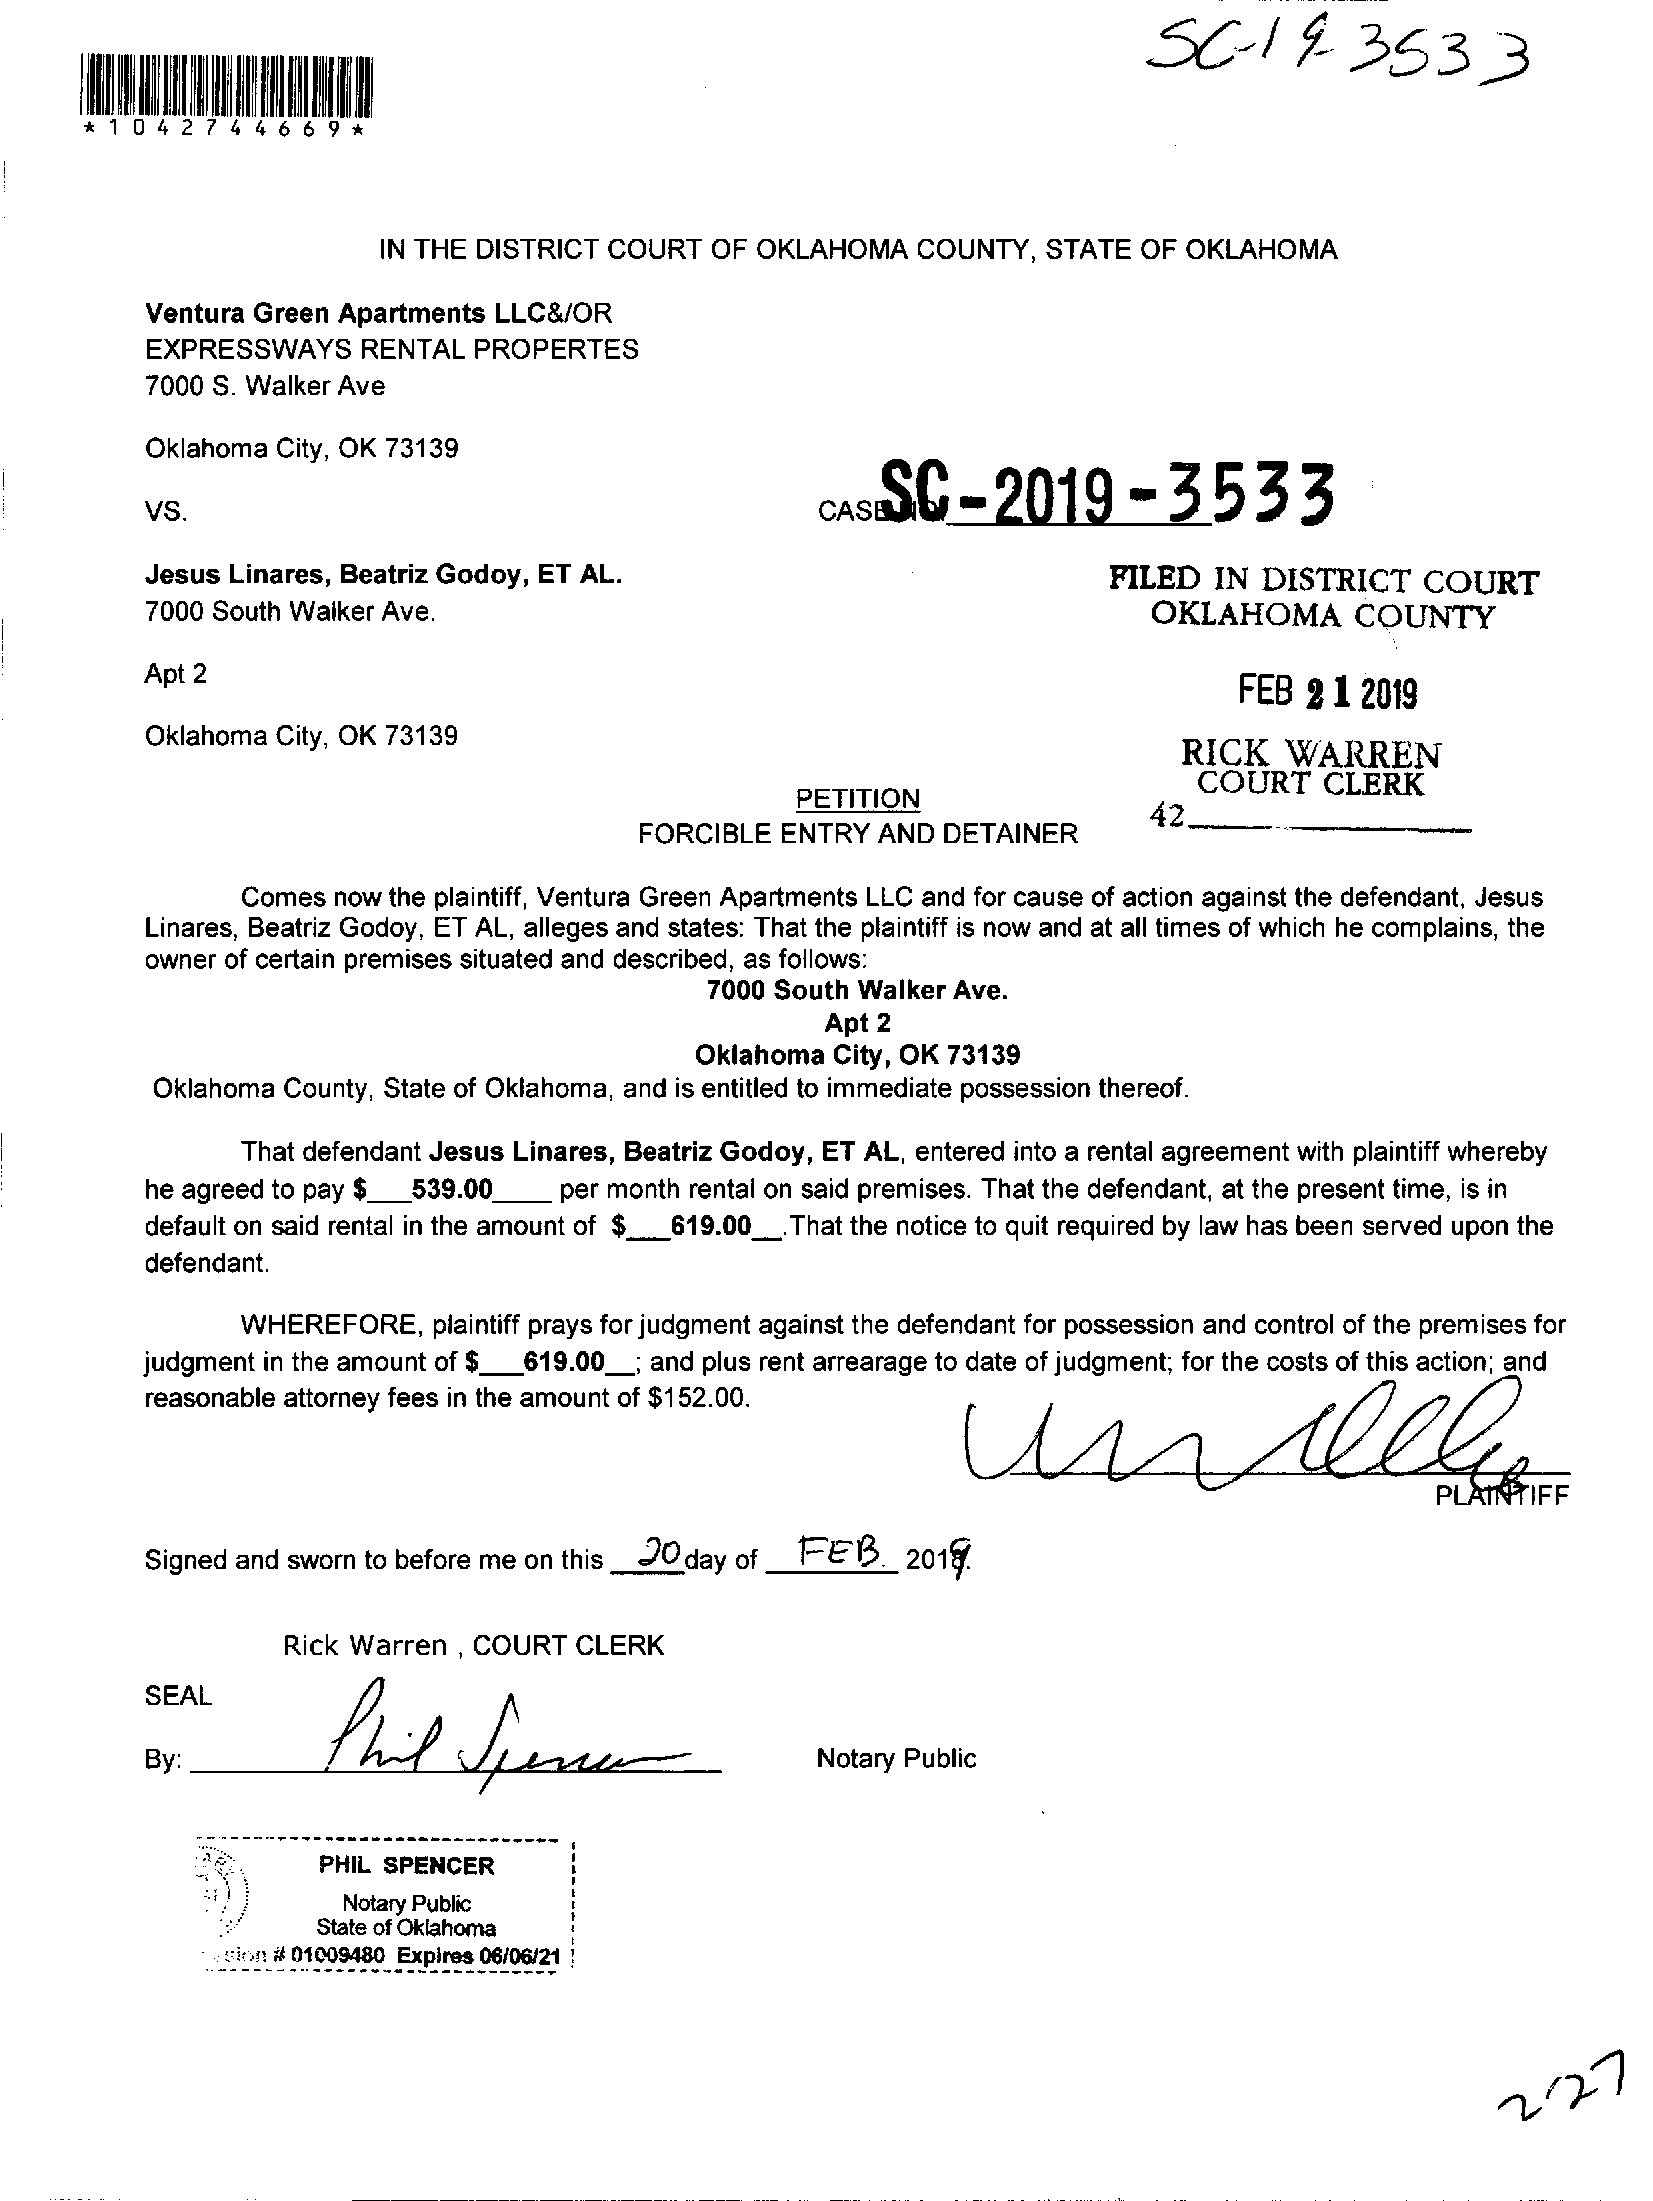 SC-19-3533
*1042744669*
IN THE DISTRICT COURT OF OKLAHOMA COUNTY, STATE OF OKLAHOMA
Ventura Green Apartments LLC&/OR
EXPRESSWAYS RENTAL PROPERTES
7000 S. Walker Ave
Oklahoma City, OK 73139
VS.
CASE NO. SC-2019-3533
Jesus Linares, Beatriz Godoy, ET AL.
7000 South Walker Ave.
Apt 2
Oklahoma City, OK 73139
FILED IN DISTRICT COURT
OKLAHOMA COUNTY
FEB 21 2019
RICK WARREN
COURT CLERK
42
PETITION
FORCIBLE ENTRY AND DETAINER
Comes now the plaintiff, Ventura Green Apartments LLC and for cause of action against the defendant, Jesus
Linares, Beatriz Godoy, ET AL, alleges and states: That the plaintiff is now and at all times of which he complains, the
owner of certain premises situated and described, as follows:
7000 South Walker Ave.
Apt 2
Oklahoma City, OK 73139
Oklahoma County, State of Oklahoma, and is entitled to immediate possession thereof.
That defendant Jesus Linares, Beatriz Godoy, ET AL, entered into a rental agreement with plaintiff whereby
he agreed to pay $___539.00____ per month rental on said premises. That the defendant, at the present time, is in
default on said rental in the amount of $___619.00__.That the notice to quit required by law has been served upon the
defendant.
WHEREFORE, plaintiff prays for judgment against the defendant for possession and control of the premises for
judgment in the amount of $___619.00__; and plus rent arrearage to date of judgment; for the costs of this action; and
reasonable attorney fees in the amount of $152.00.
PLAINTIFF
Signed and sworn to before me on this 20 day of FEB. 2019.
Rick Warren , COURT CLERK
SEAL
By: Phil Spencer Notary Public
PHIL SPENCER
Notary Public
State of Oklahoma
# 01009480 Expires 06/06/21
2/27